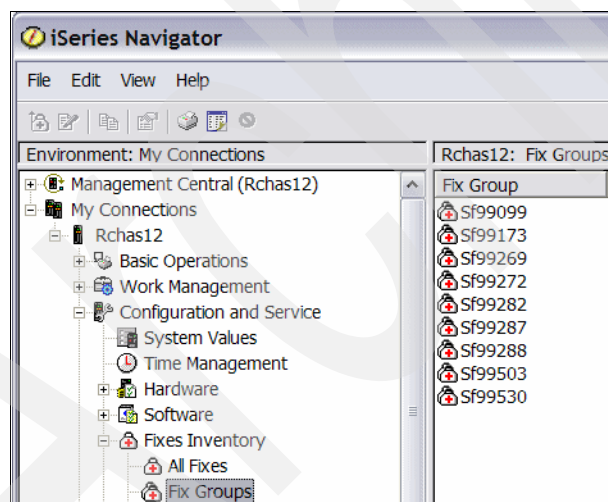 iSeries Navigator
File Edit View Help
Environment: My Connections
Rchas12: Fix Groups
Management Central (Rchas12)
My Connections
Rchas12
Basic Operations
Work Management
Configuration and Service
System Values
Time Management
Hardware
Software
Fixes Inventory
All Fixes
Fix Groups
Fix Group
Sf99099
Sf99173
Sf99269
Sf99272
Sf99282
Sf99287
Sf99288
Sf99503
Sf99530